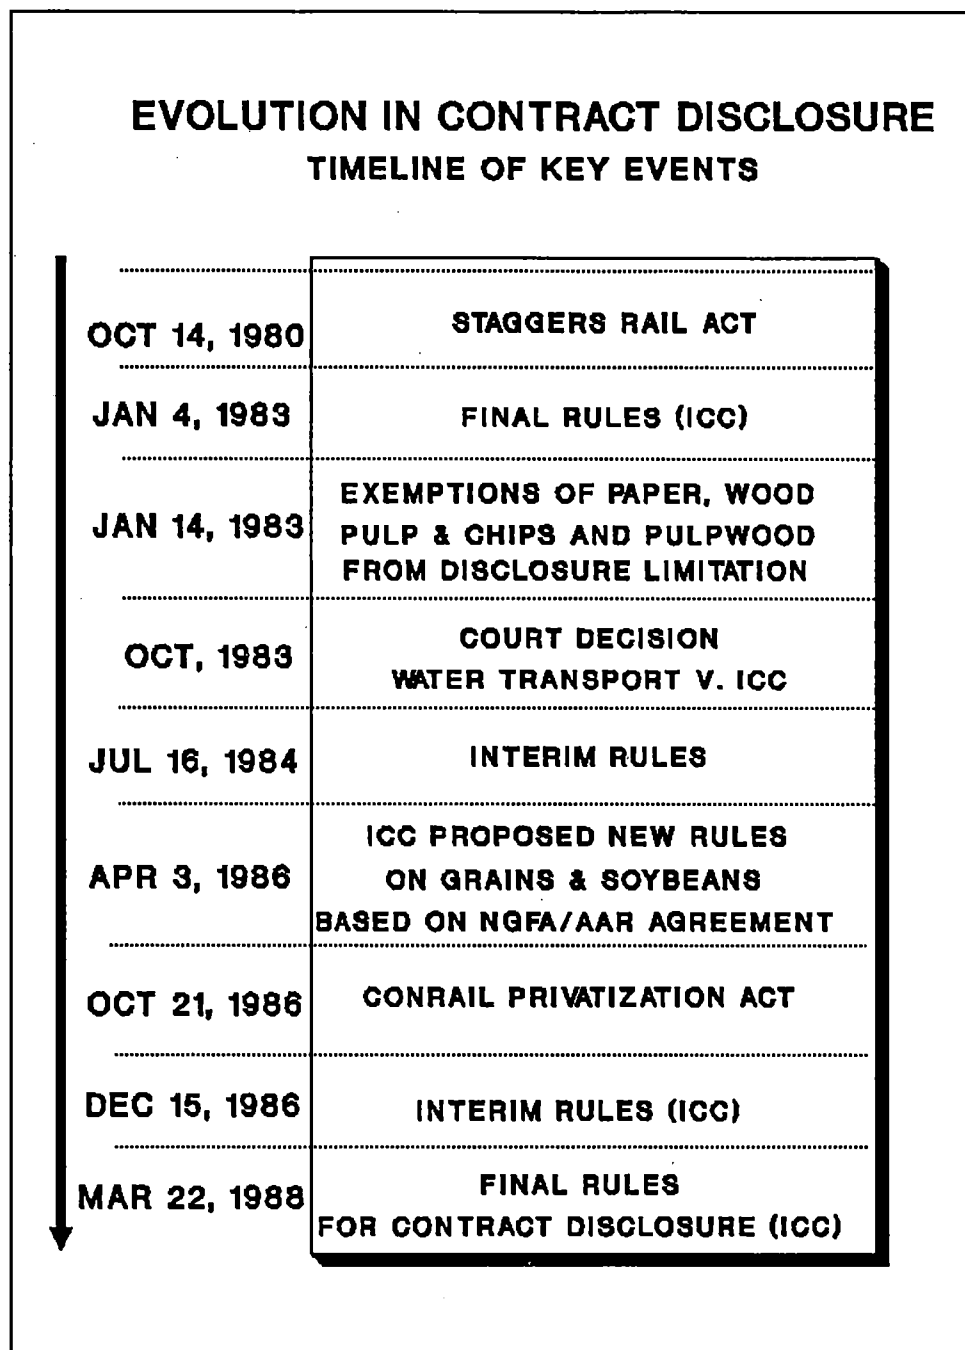 EVOLUTION IN CONTRACT DISCLOSURE
TIMELINE OF KEY EVENTS
OCT 14, 1980
STAGGERS RAIL ACT
JAN 4, 1983
FINAL RULES (ICC)
JAN 14, 1983
EXEMPTIONS OF PAPER, WOOD
PULP & CHIPS AND PULPWOOD
FROM DISCLOSURE LIMITATION
OCT, 1983
COURT DECISION
WATER TRANSPORT V. ICC
JUL 16, 1984
INTERIM RULES
APR 3, 1986
ICC PROPOSED NEW RULES
ON GRAINS & SOYBEANS
BASED ON NGFA/AAR AGREEMENT
OCT 21, 1986
CONRAIL PRIVATIZATION ACT
DEC 15, 1986
INTERIM RULES (ICC)
MAR 22, 1988
FINAL RULES
FOR CONTRACT DISCLOSURE (ICC)